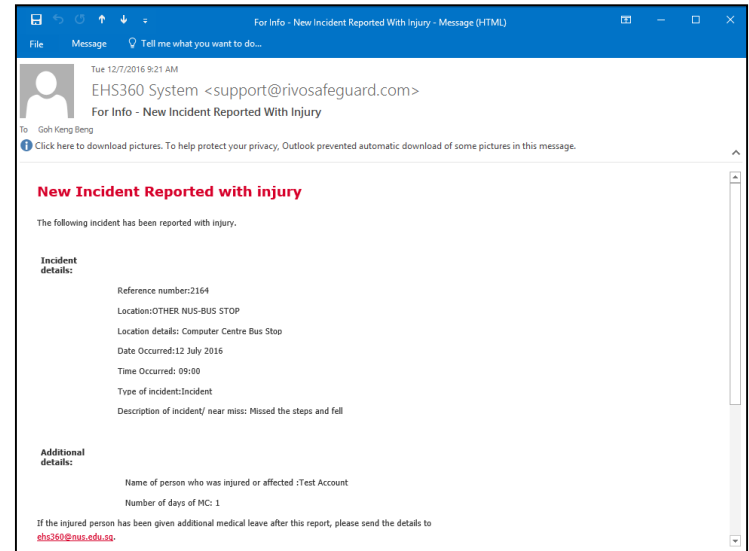 For Info - New Incident Reported With Injury - Message (HTML)
File Message Tell me what you want to do...
Tue 12/7/2016 9:21 AM
EHS360 System <support@rivosafeguard.com>
For Info - New Incident Reported With Injury
To Goh Keng Beng
Click here to download pictures. To help protect your privacy, Outlook prevented automatic download of some pictures in this message.
New Incident Reported with injury
The following incident has been reported with injury.
Incident
details:
Reference number:2164
Location:OTHER NUS-BUS STOP
Location details: Computer Centre Bus Stop
Date Occurred:12 July 2016
Time Occurred: 09:00
Type of incident:Incident
Description of incident/ near miss: Missed the steps and fell
Additional
details:
Name of person who was injured or affected :Test Account
Number of days of MC: 1
If the injured person has been given additional medical leave after this report, please send the details to
ehs360@nus.edu.sg.